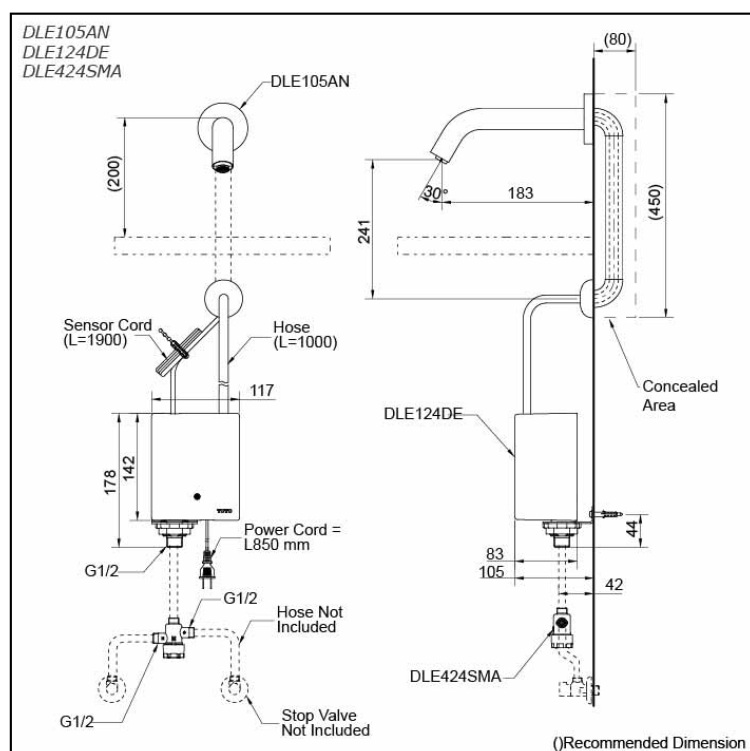 DLE105AN
DLE124DE
DLE424SMA
DLE105AN
(200)
Sensor Cord
(L=1900)
Hose
(L=1000)
117
178
142
TOTO
Power Cord =
L850 mm
G1/2
G1/2
Hose Not
Included
G1/2
Stop Valve
Not Included
(80)
30°
183
241
(450)
Concealed
Area
DLE124DE
44
83
105
42
DLE424SMA
()Recommended Dimension